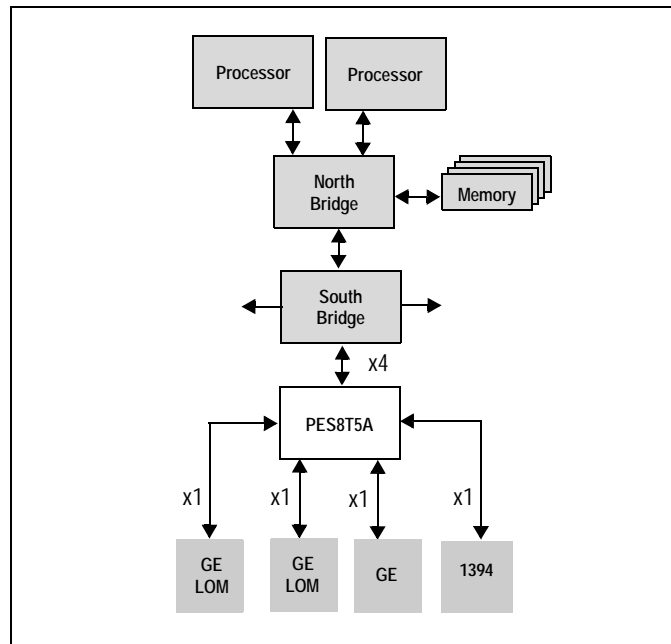 Processor
Processor
North
Bridge
Memory
South
Bridge
x4
PES8T5A
x1
x1
x1
x1
GE
LOM
GE
LOM
GE
1394